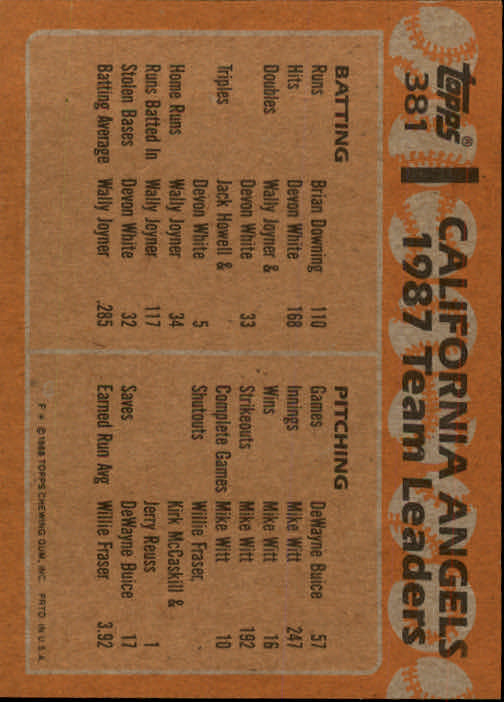 topps®
381
CALIFORNIA ANGELS
1987 Team Leaders
BATTING
Runs Brian Downing 110
Hits Devon White 168
Doubles Wally Joyner &
Devon White 33
Triples Jack Howell &
Devon White 5
Home Runs Wally Joyner 34
Runs Batted In Wally Joyner 117
Stolen Bases Devon White 32
Batting Average Wally Joyner .285
PITCHING
Games DeWayne Buice 57
Innings Mike Witt 247
Wins Mike Witt 16
Strikeouts Mike Witt 192
Complete Games Mike Witt 10
Shutouts Willie Fraser,
Kirk McCaskill &
Jerry Reuss 1
Saves DeWayne Buice 17
Earned Run Avg Willie Fraser 3.92
F* © 1988 TOPPS CHEWING GUM, INC. PRTD. IN U.S.A.